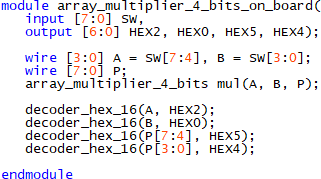 module array_multiplier_4_bits_on_board(
input [7:0] SW,
output [6:0] HEX2, HEX0, HEX5, HEX4);
wire [3:0] A = SW[7:4], B = SW[3:0];
wire [7:0] P;
array_multiplier_4_bits mul(A, B, P);
decoder_hex_16(A, HEX2);
decoder_hex_16(B, HEX0);
decoder_hex_16(P[7:4], HEX5);
decoder_hex_16(P[3:0], HEX4);
endmodule